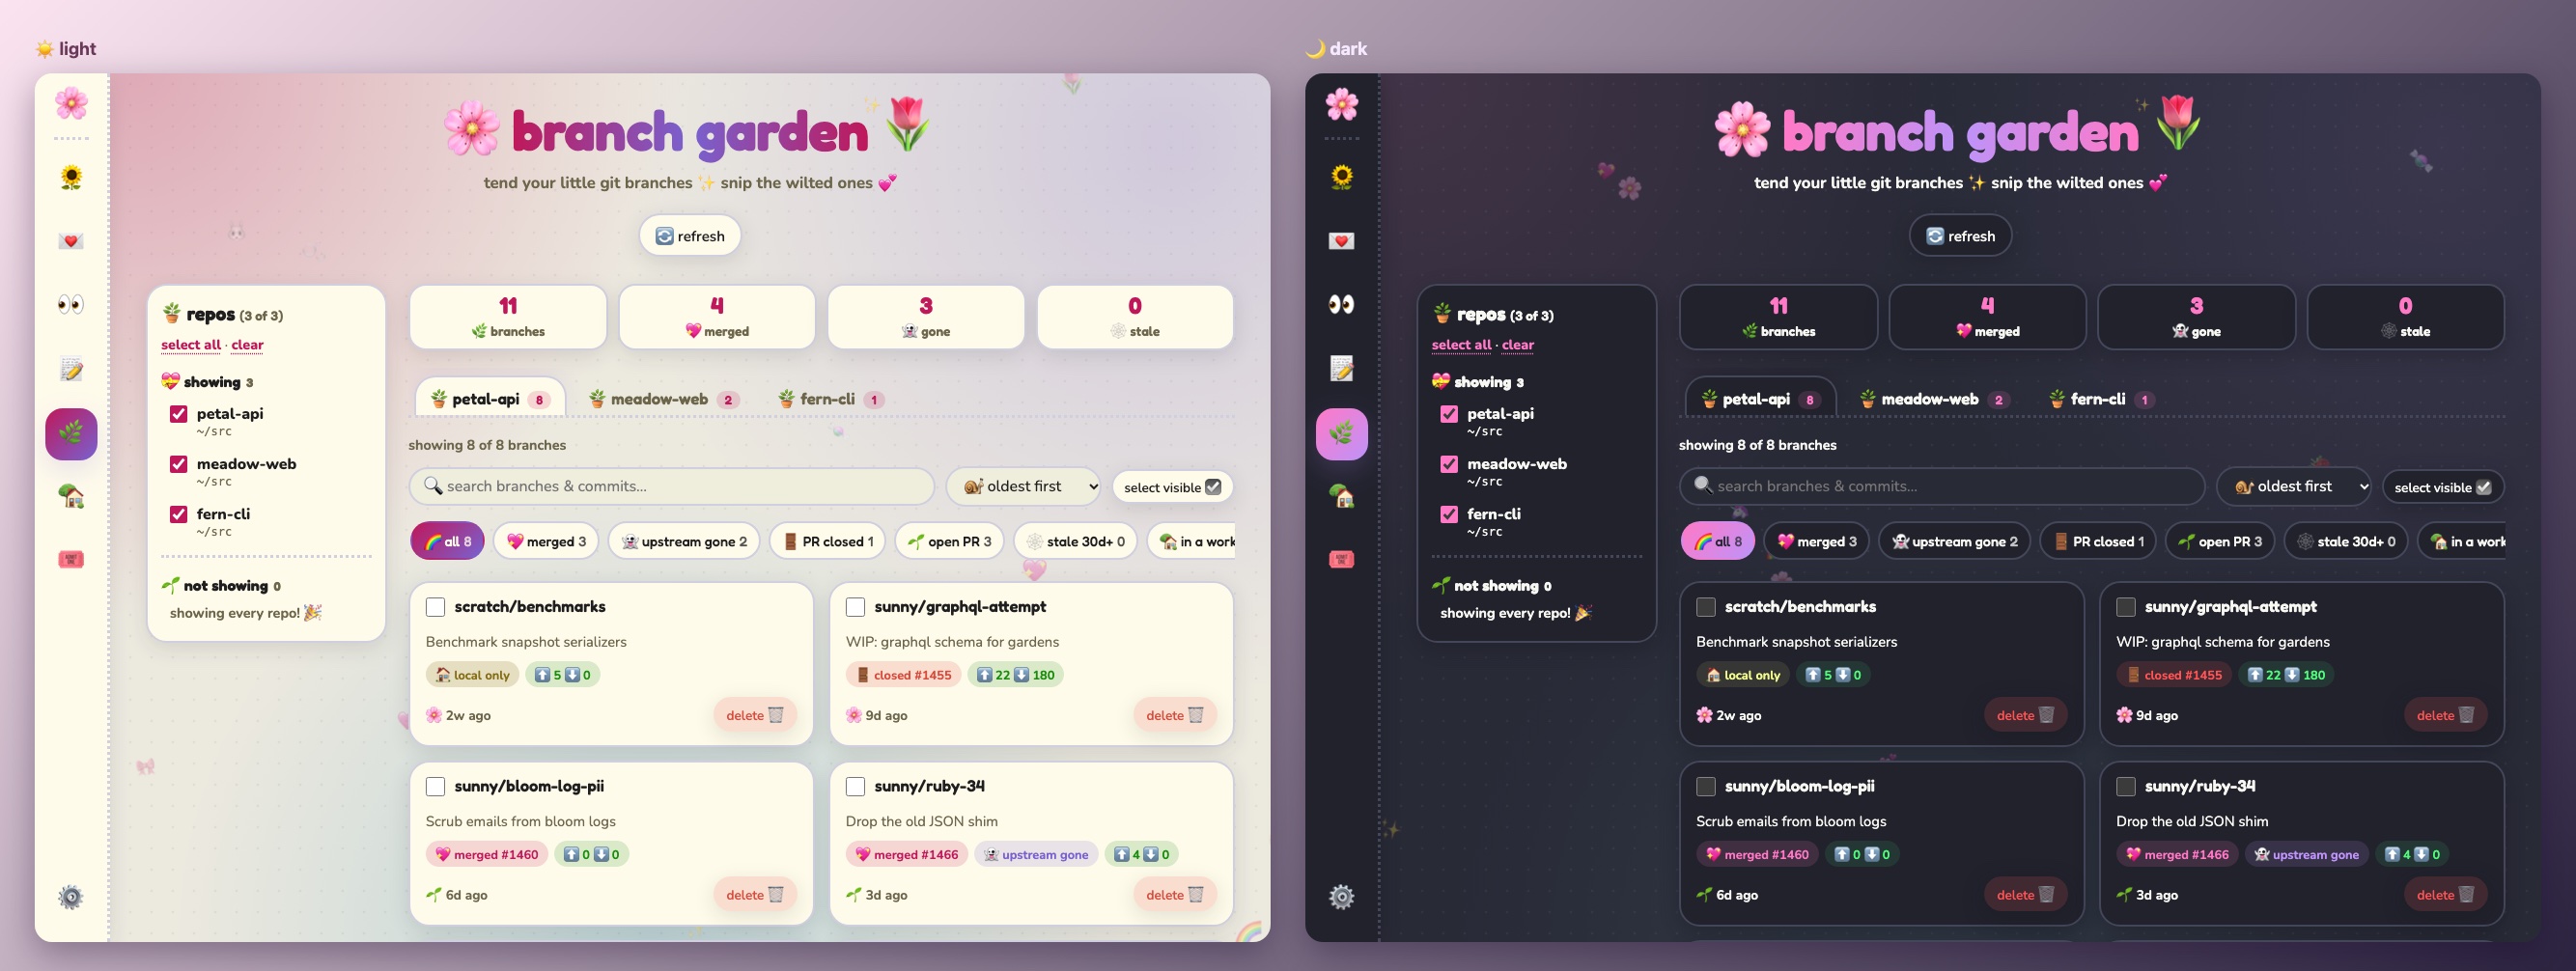 light
branch garden
tend your little git branches ✨ snip the wilted ones 💕
refresh
repos (3 of 3)
select all · clear
showing 3
petal-api
~/src
meadow-web
~/src
fern-cli
~/src
not showing 0
showing every repo! 🎉
11
branches
4
merged
3
gone
0
stale
petal-api 8
meadow-web 2
fern-cli 1
showing 8 of 8 branches
search branches & commits...
oldest first
select visible
all 8
merged 3
upstream gone 2
PR closed 1
open PR 3
stale 30d+ 0
in a work
scratch/benchmarks
Benchmark snapshot serializers
local only
⬆️ 5 ⬇️ 0
2w ago
delete
sunny/graphql-attempt
WIP: graphql schema for gardens
closed #1455
⬆️ 22 ⬇️ 180
9d ago
delete
sunny/bloom-log-pii
Scrub emails from bloom logs
merged #1460
⬆️ 0 ⬇️ 0
6d ago
delete
sunny/ruby-34
Drop the old JSON shim
merged #1466
upstream gone
⬆️ 4 ⬇️ 0
3d ago
delete
dark
branch garden
tend your little git branches ✨ snip the wilted ones 💕
refresh
repos (3 of 3)
select all · clear
showing 3
petal-api
~/src
meadow-web
~/src
fern-cli
~/src
not showing 0
showing every repo! 🎉
11
branches
4
merged
3
gone
0
stale
petal-api 8
meadow-web 2
fern-cli 1
showing 8 of 8 branches
search branches & commits...
oldest first
select visible
all 8
merged 3
upstream gone 2
PR closed 1
open PR 3
stale 30d+ 0
in a work
scratch/benchmarks
Benchmark snapshot serializers
local only
⬆️ 5 ⬇️ 0
2w ago
delete
sunny/graphql-attempt
WIP: graphql schema for gardens
closed #1455
⬆️ 22 ⬇️ 180
9d ago
delete
sunny/bloom-log-pii
Scrub emails from bloom logs
merged #1460
⬆️ 0 ⬇️ 0
6d ago
delete
sunny/ruby-34
Drop the old JSON shim
merged #1466
upstream gone
⬆️ 4 ⬇️ 0
3d ago
delete